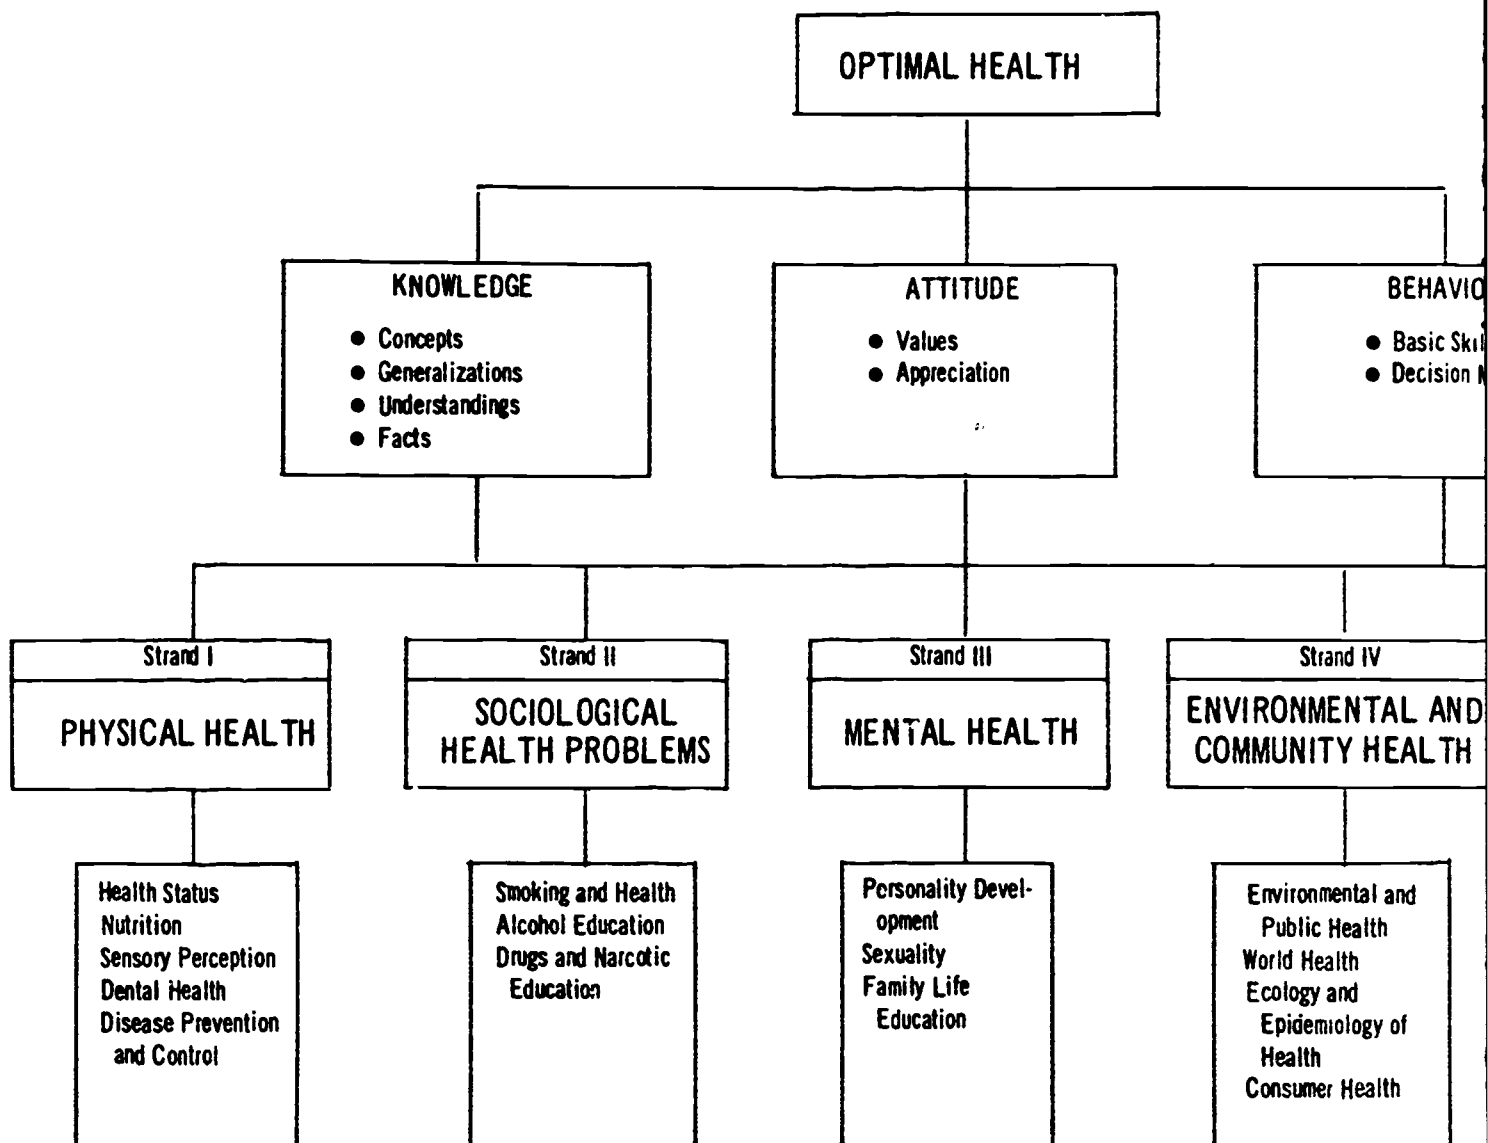 OPTIMAL HEALTH
KNOWLEDGE
● Concepts
● Generalizations
● Understandings
● Facts
ATTITUDE
● Values
● Appreciation
BEHAVIO
● Basic Skil
● Decision
Strand I
PHYSICAL HEALTH
Strand II
SOCIOLOGICAL
HEALTH PROBLEMS
Strand III
MENTAL HEALTH
Strand IV
ENVIRONMENTAL AND
COMMUNITY HEALTH
Health Status
Nutrition
Sensory Perception
Dental Health
Disease Prevention
and Control
Smoking and Health
Alcohol Education
Drugs and Narcotic
Education
Personality Devel-
opment
Sexuality
Family Life
Education
Environmental and
Public Health
World Health
Ecology and
Epidemiology of
Health
Consumer Health